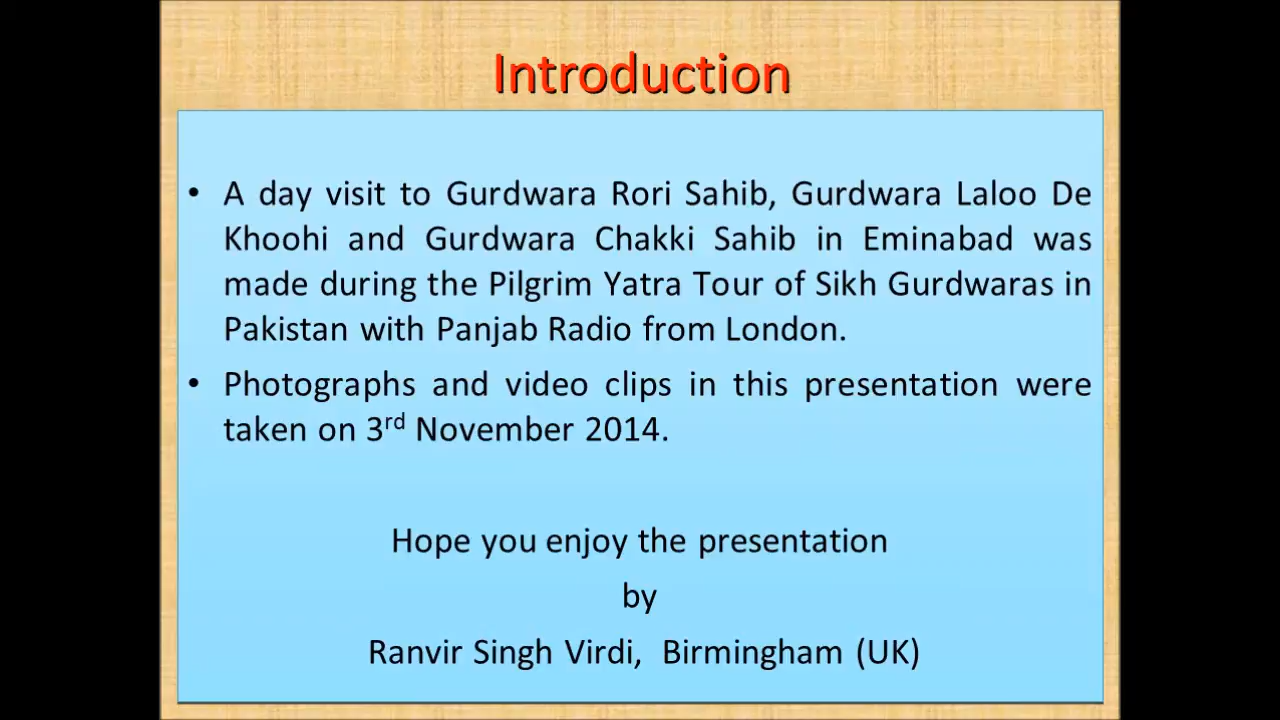 Introduction
• A day visit to Gurdwara Rori Sahib, Gurdwara Laloo De
Khoohi and Gurdwara Chakki Sahib in Eminabad was
made during the Pilgrim Yatra Tour of Sikh Gurdwaras in
Pakistan with Panjab Radio from London.
• Photographs and video clips in this presentation were
taken on 3rd November 2014.
Hope you enjoy the presentation
by
Ranvir Singh Virdi, Birmingham (UK)